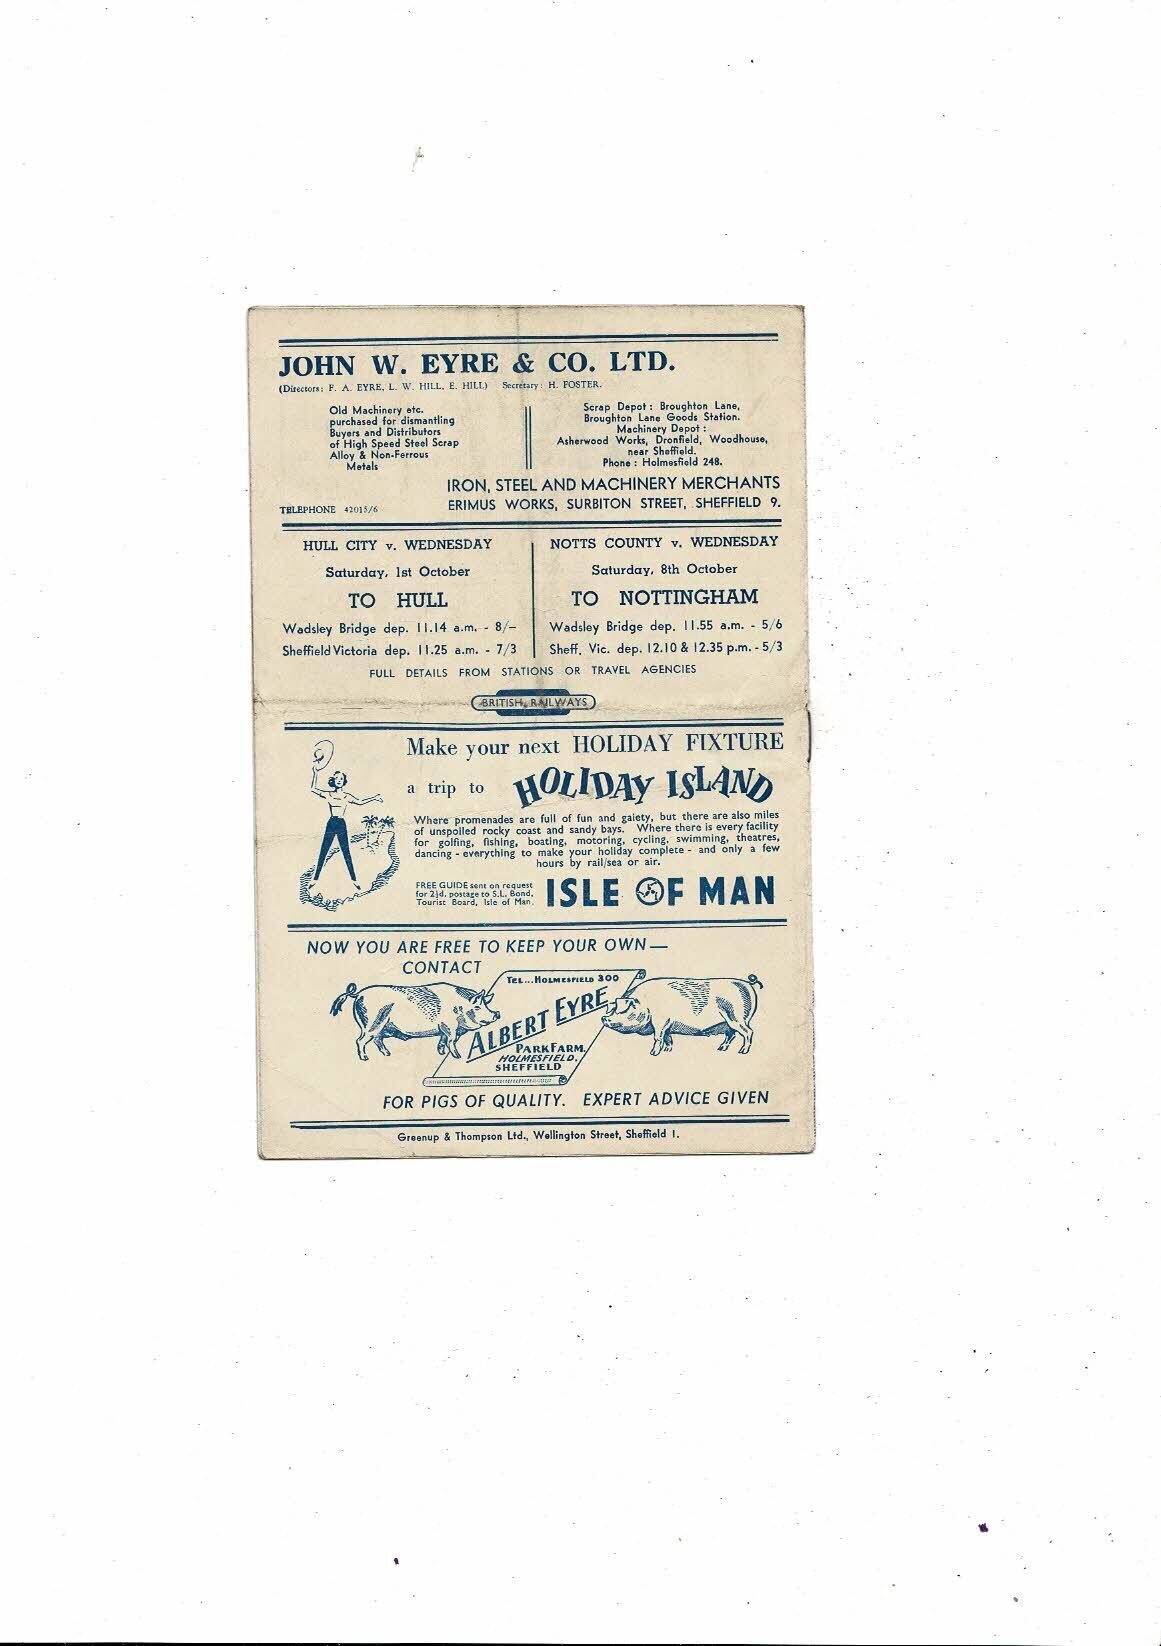 JOHN W. EYRE & CO. LTD.
(Directors: F. A. EYRE, L. W. HILL, E. HILL) Secretary: H. FOSTER.
Old Machinery etc.
purchased for dismantling
Buyers and Distributors
of High Speed Steel Scrap
Alloy & Non-Ferrous
Metals
Scrap Depot: Broughton Lane,
Broughton Lane Goods Station.
Machinery Depot:
Asherwood Works, Dronfield, Woodhouse,
near Sheffield.
Phone: Holmesfield 248.
IRON, STEEL AND MACHINERY MERCHANTS
TELEPHONE 42015/6
ERIMUS WORKS, SURBITON STREET, SHEFFIELD 9.
HULL CITY v. WEDNESDAY
Saturday, 1st October
TO HULL
Wadsley Bridge dep. 11.14 a.m. - 8/-
Sheffield Victoria dep. 11.25 a.m. - 7/3
NOTTS COUNTY v. WEDNESDAY
Saturday, 8th October
TO NOTTINGHAM
Wadsley Bridge dep. 11.55 a.m. - 5/6
Sheff. Vic. dep. 12.10 & 12.35 p.m. - 5/3
FULL DETAILS FROM STATIONS OR TRAVEL AGENCIES
BRITISH RAILWAYS
Make your next HOLIDAY FIXTURE
a trip to HOLIDAY ISLAND
Where promenades are full of fun and gaiety, but there are also miles
of unspoiled rocky coast and sandy bays. Where there is every facility
for golfing, fishing, boating, motoring, cycling, swimming, theatres,
dancing - everything to make your holiday complete - and only a few
hours by rail/sea or air.
FREE GUIDE sent on request
for 2½d. postage to S.L. Bond,
Tourist Board, Isle of Man.
ISLE OF MAN
NOW YOU ARE FREE TO KEEP YOUR OWN—
CONTACT
TEL...HOLMESFIELD 300
ALBERT EYRE
PARK FARM,
HOLMESFIELD,
SHEFFIELD
FOR PIGS OF QUALITY. EXPERT ADVICE GIVEN
Greenup & Thompson Ltd., Wellington Street, Sheffield 1.